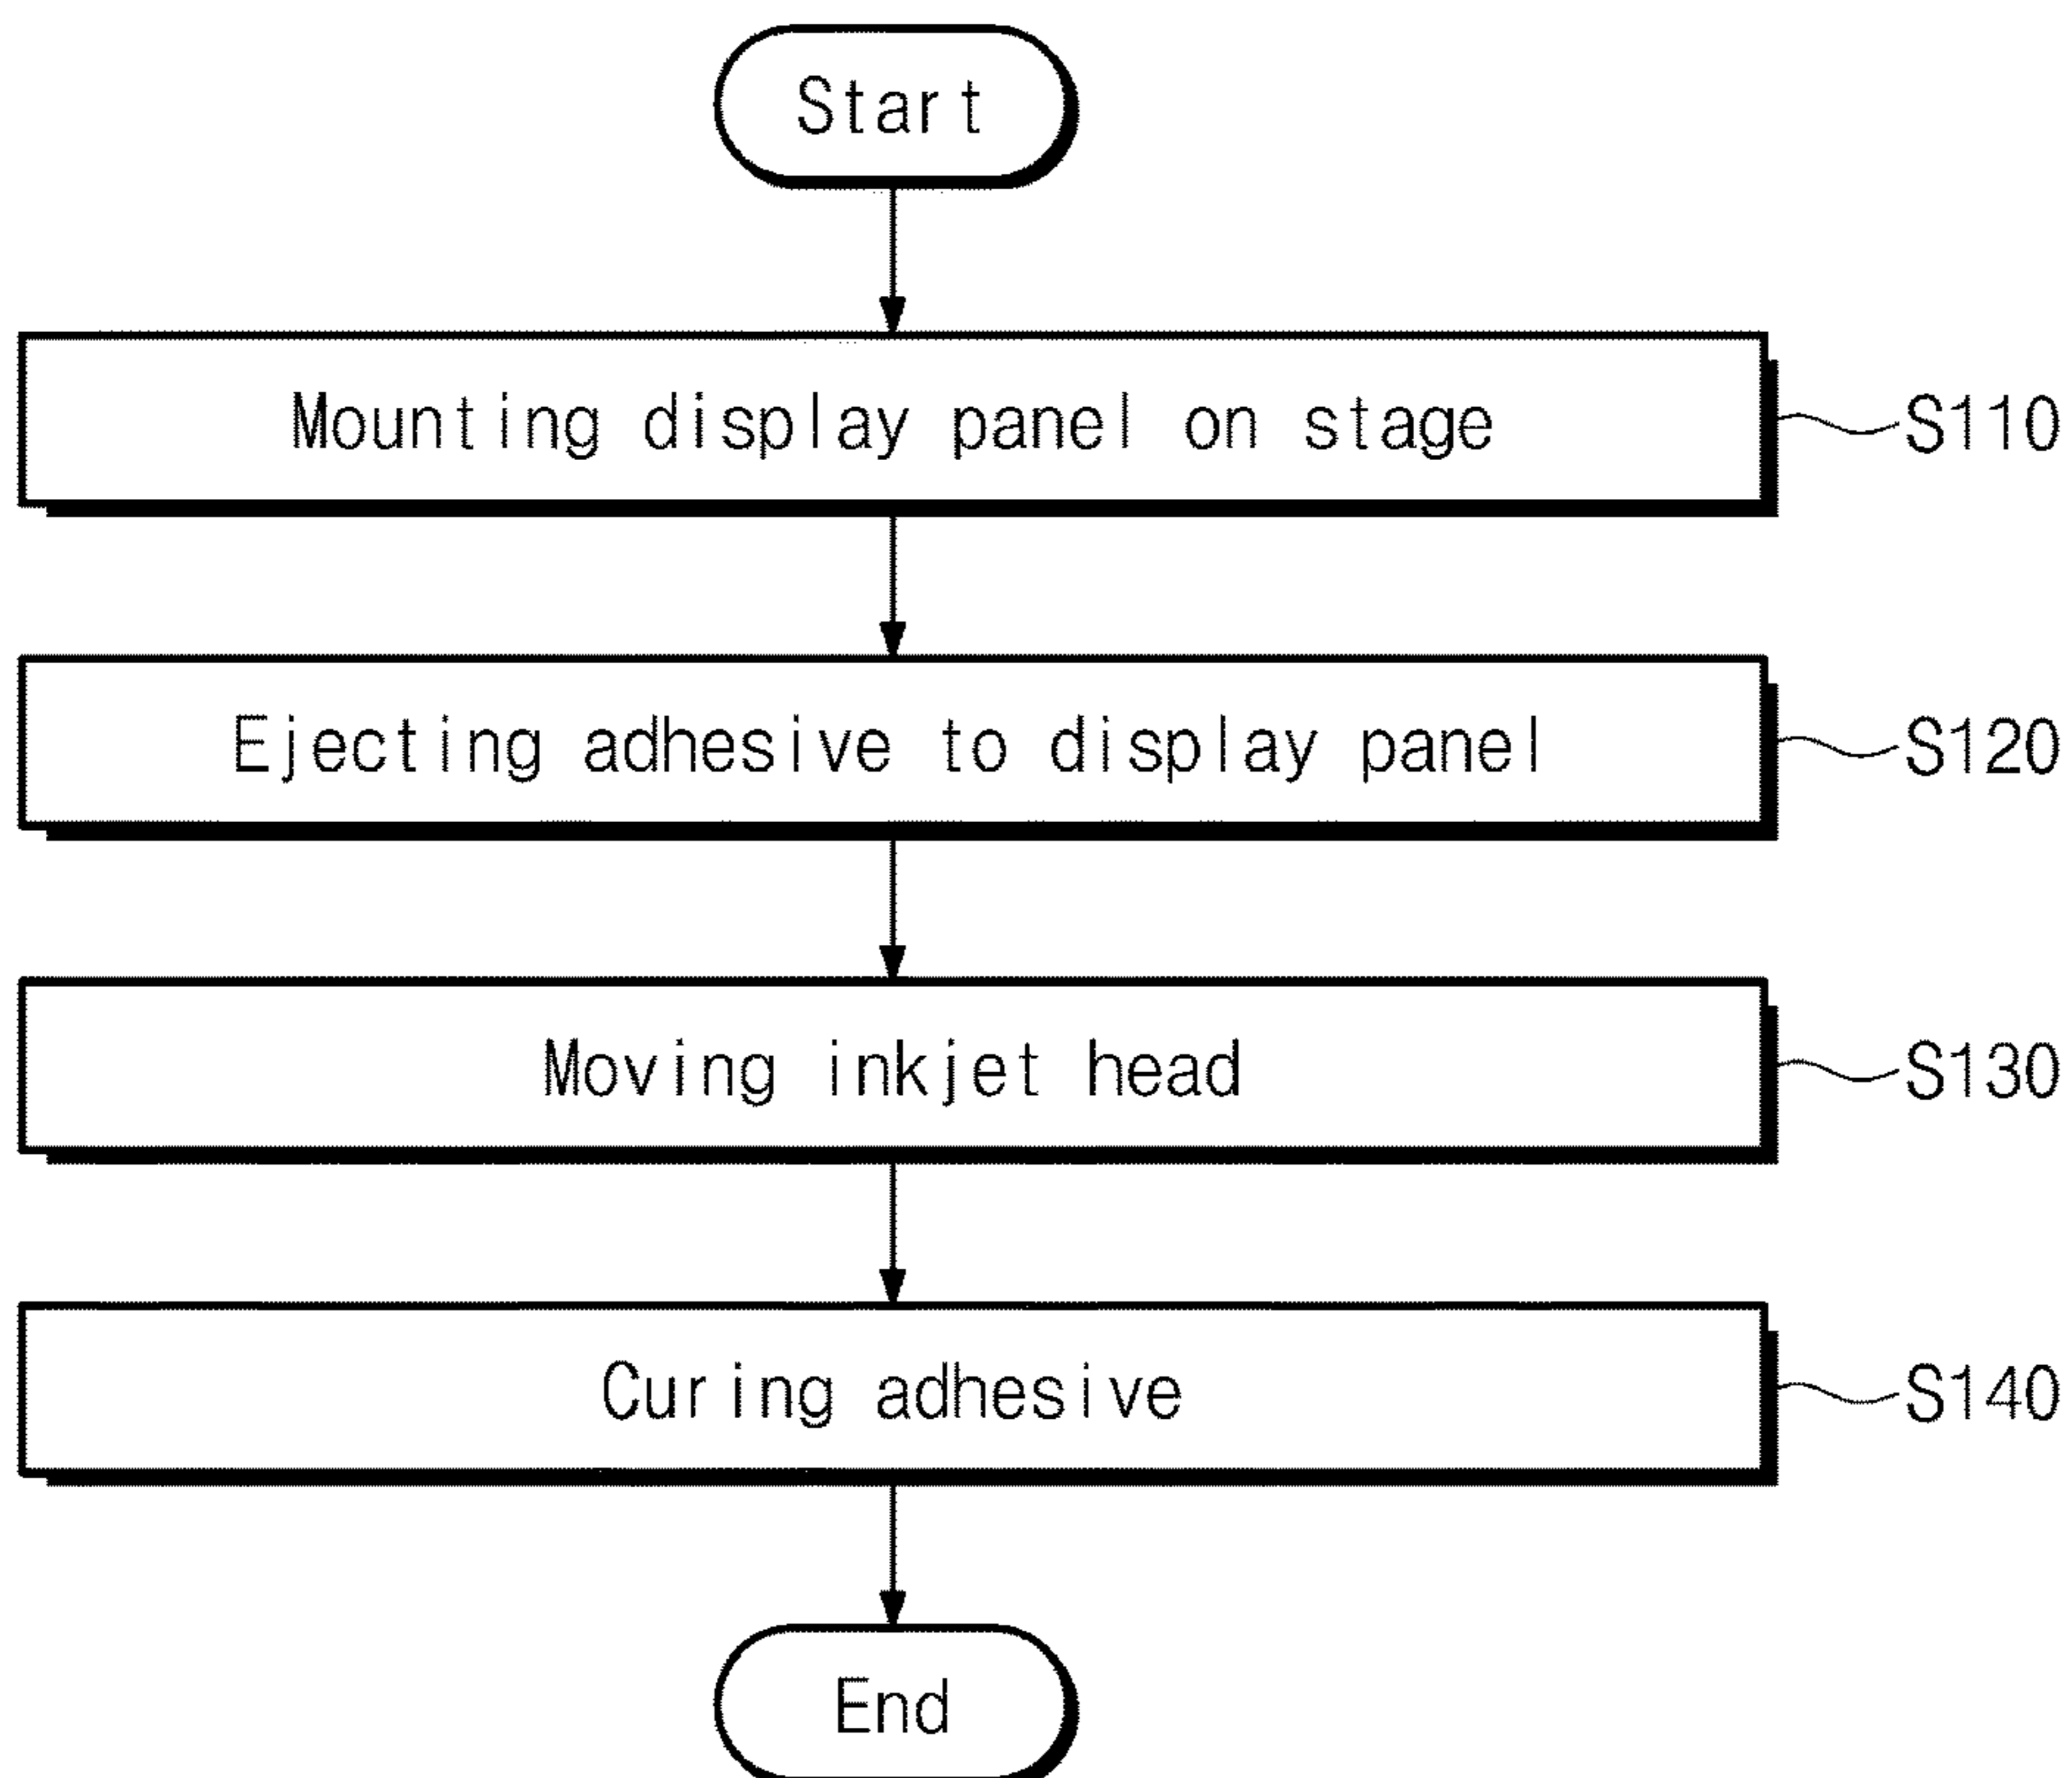 Start
Mounting display panel on stage
S110
Ejecting adhesive to display panel
S120
Moving inkjet head
S130
Curing adhesive
S140
End